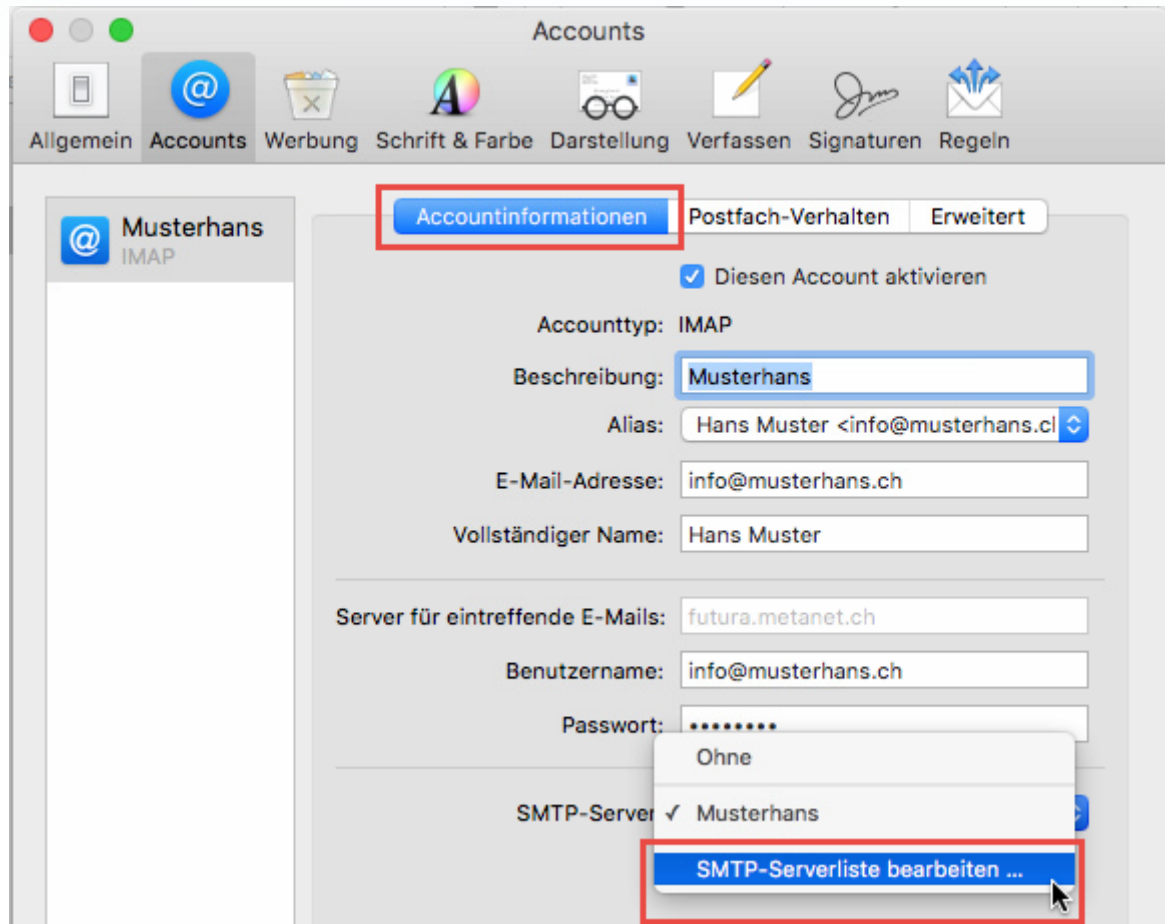 Accounts
Allgemein Accounts Werbung Schrift & Farbe Darstellung Verfassen Signaturen Regeln
Musterhans
IMAP
Accountinformationen Postfach-Verhalten Erweitert
Diesen Account aktivieren
Accounttyp: IMAP
Beschreibung: Musterhans
Alias: Hans Muster <info@musterhans.cl
E-Mail-Adresse: info@musterhans.ch
Vollständiger Name: Hans Muster
Server für eintreffende E-Mails: futura.metanet.ch
Benutzername: info@musterhans.ch
Passwort: ••••••••
Ohne
SMTP-Server ✓ Musterhans
SMTP-Serverliste bearbeiten ...